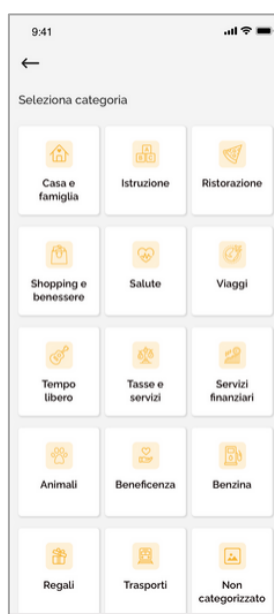 9:41
Seleziona categoria
Casa e
famiglia
Istruzione
Ristorazione
Shopping e
benessere
Salute
Viaggi
Tempo
libero
Tasse e
servizi
Servizi
finanziari
Animali
Beneficenza
Benzina
Regali
Trasporti
Non
categorizzato